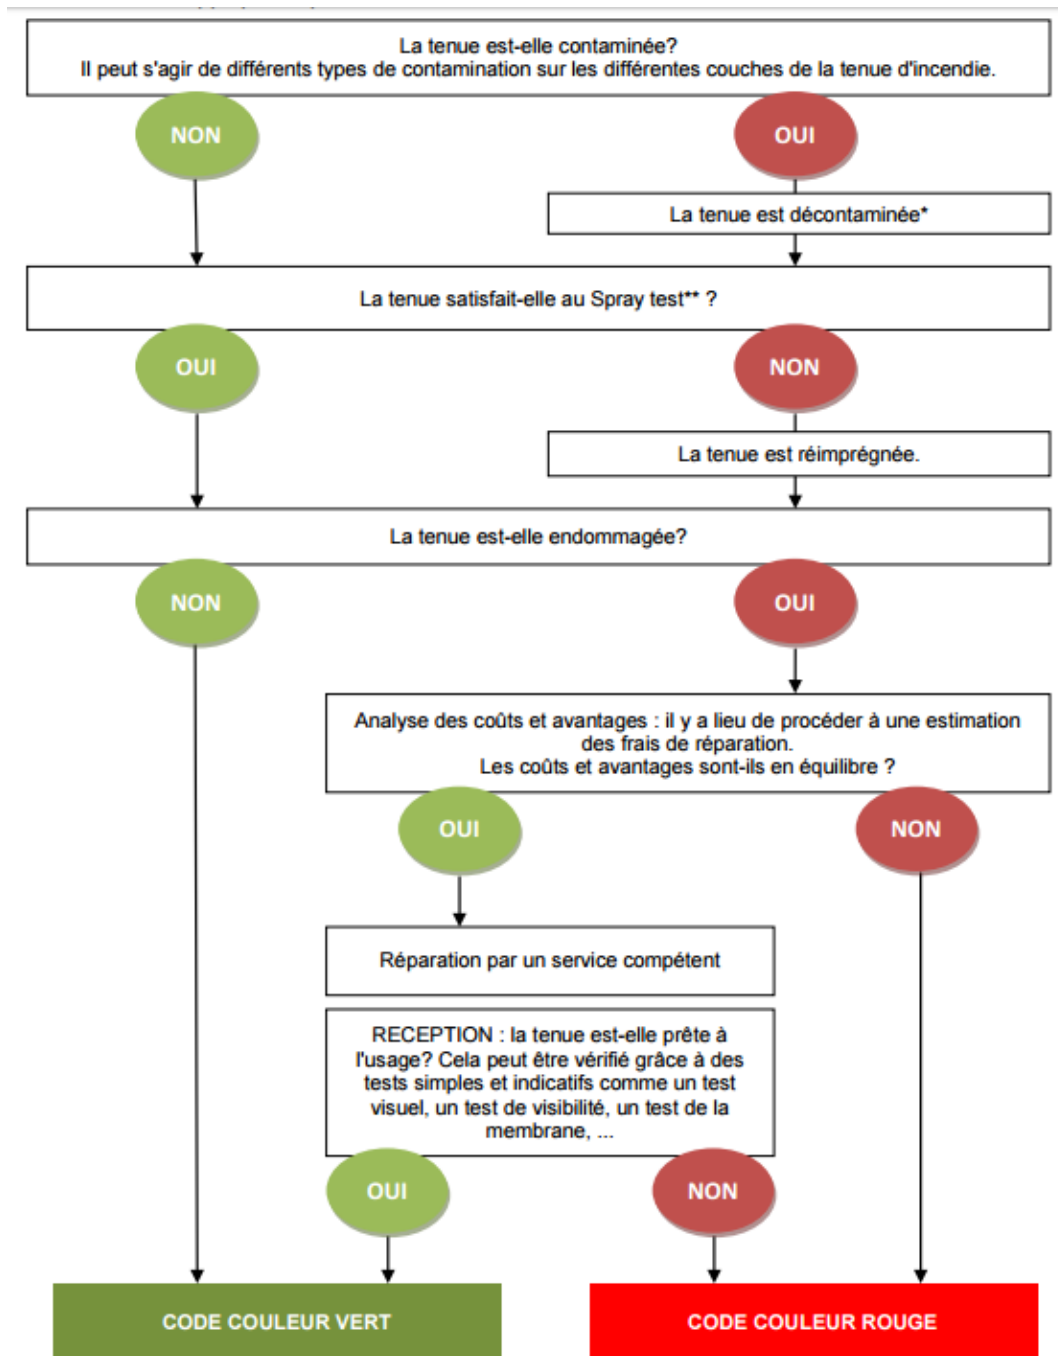 La tenue est-elle contaminée?
Il peut s'agir de différents types de contamination sur les différentes couches de la tenue d'incendie.
NON
OUI
La tenue est décontaminée*
La tenue satisfait-elle au Spray test** ?
OUI
NON
La tenue est réimprégnée.
La tenue est-elle endommagée?
NON
OUI
Analyse des coûts et avantages : il y a lieu de procéder à une estimation
des frais de réparation.
Les coûts et avantages sont-ils en équilibre ?
OUI
NON
Réparation par un service compétent
RECEPTION : la tenue est-elle prête à
l'usage? Cela peut être vérifié grâce à des
tests simples et indicatifs comme un test
visuel, un test de visibilité, un test de la
membrane, ...
OUI
NON
CODE COULEUR VERT
CODE COULEUR ROUGE